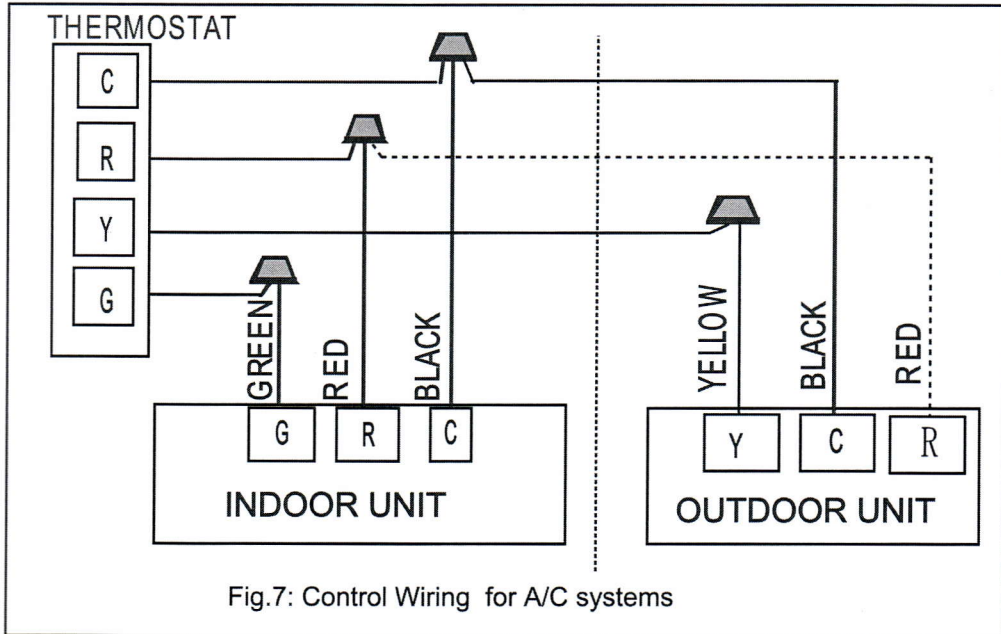 THERMOSTAT
C
R
Y
G
GREEN
RED
BLACK
YELLOW
BLACK
RED
G
R
C
Y
C
R
INDOOR UNIT
OUTDOOR UNIT
Fig.7: Control Wiring for A/C systems